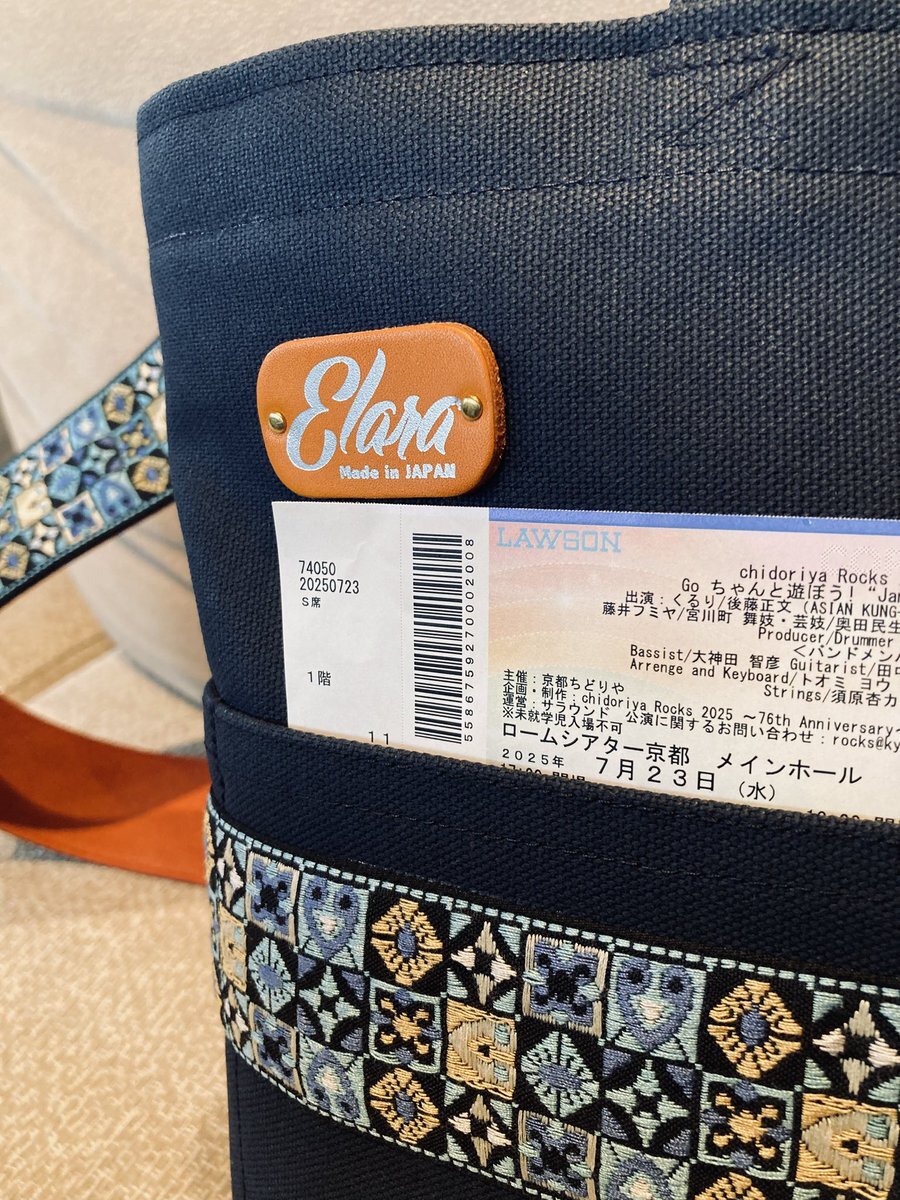 Elara
Made in JAPAN
74050
20250723
S席
1階
11
5586759270002008
LAWSON
chidoriya Rocks
Go ちゃんと遊ぼう! “Ja
出演:くるり/後藤正文(ASIAN KUNG-
藤井フミヤ/宮川町 舞妓・芸妓/奥田民生
Producer/Drummer
<バンドメンバ
Bassist/大神田 智彦 Guitarist/田
Arrenge and Keyboard/トオミ ヨウ
Strings/須原杏
主催:京都ちどりや
企画・制作:chidoriya Rocks 2025 ~76th Anniversary~
運営:サラウンド 公演に関するお問い合わせ:rocks@ky
※未就学児入場不可
ロームシアター京都 メインホール
2025年 7月23日(水)